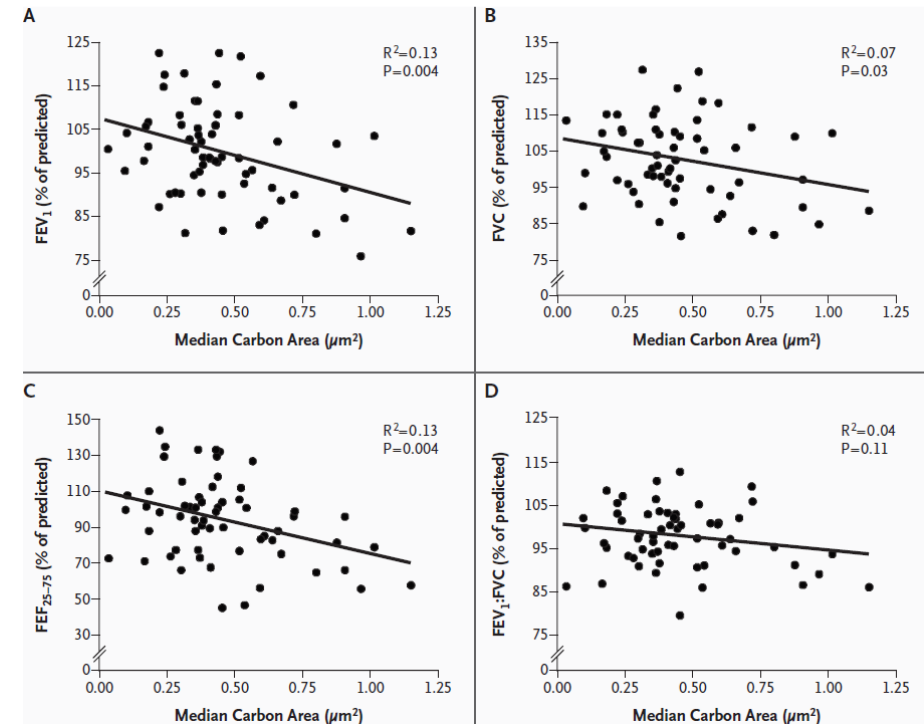 A
R²=0.13
P=0.004
FEV₁ (% of predicted)
125
115
105
95
85
75
0
0.00 0.25 0.50 0.75 1.00 1.25
Median Carbon Area (µm²)
B
R²=0.07
P=0.03
FVC (% of predicted)
135
125
115
105
95
85
75
0
0.00 0.25 0.50 0.75 1.00 1.25
Median Carbon Area (µm²)
C
R²=0.13
P=0.004
FEF₂₅₋₇₅ (% of predicted)
150
130
110
90
70
50
30
0
0.00 0.25 0.50 0.75 1.00 1.25
Median Carbon Area (µm²)
D
R²=0.04
P=0.11
FEV₁:FVC (% of predicted)
125
115
105
95
85
75
0
0.00 0.25 0.50 0.75 1.00 1.25
Median Carbon Area (µm²)